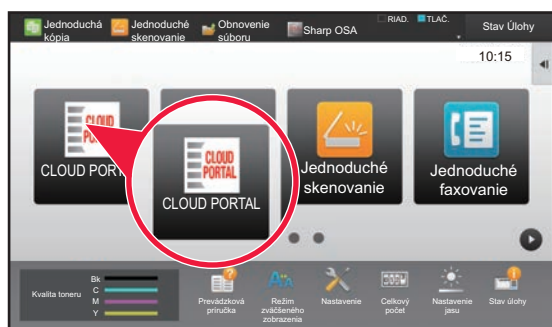 Jednoduchá
kópia
Jednoduché
skenovanie
Obnovenie
súboru
Sharp OSA
RIAD.
TLAČ.
Stav Úlohy
10:15
CLOUD
CLOUD PORT
CLOUD
PORTAL
CLOUD PORTAL
Jednoduché
skenovanie
Jednoduché
faxovanie
Kvalita toneru
Bk
C
M
Y
Prevádzková
príručka
Režim
zväčšeného
zobrazenia
Nastavenie
Celkový
počet
Nastavenie
jasu
Stav úlohy